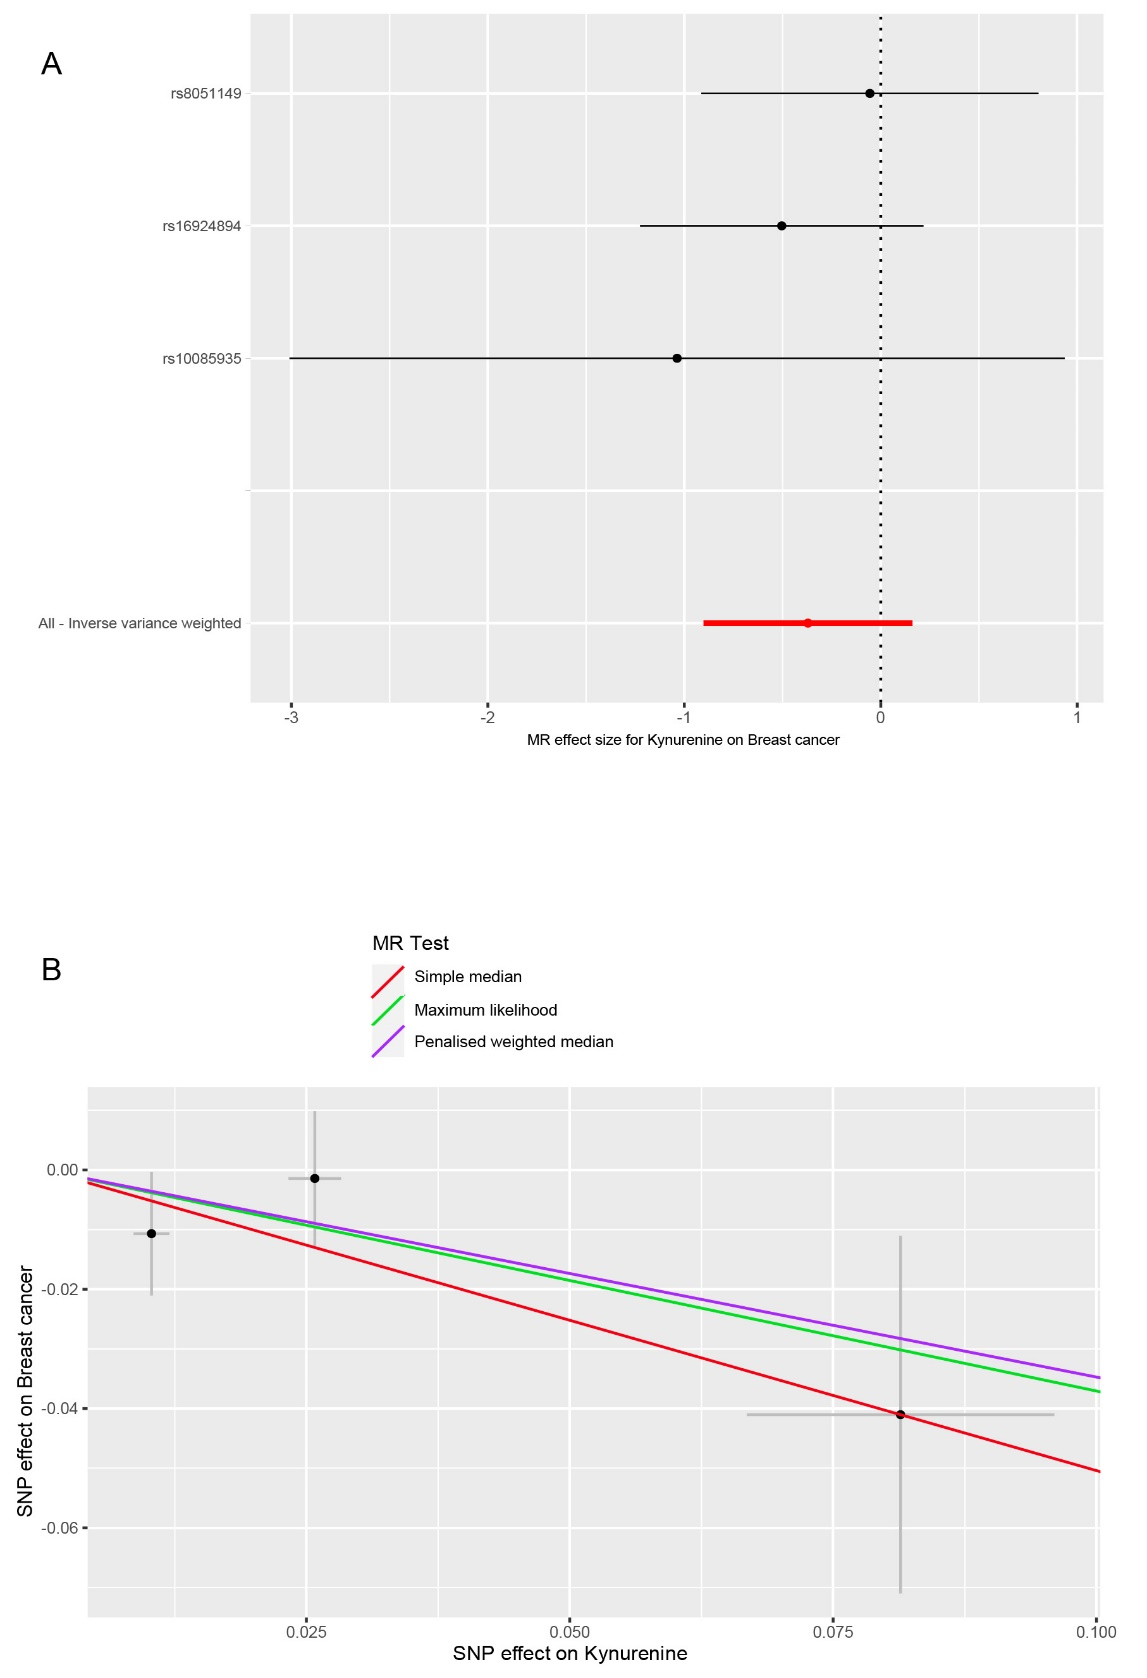 A
rs8051149
rs16924894
rs10085935
All - Inverse variance weighted
-3 -2 -1 0 1
MR effect size for Kynurenine on Breast cancer
B
MR Test
Simple median
Maximum likelihood
Penalised weighted median
SNP effect on Breast cancer
0.00
-0.02
-0.04
-0.06
0.025 0.050 0.075 0.100
SNP effect on Kynurenine